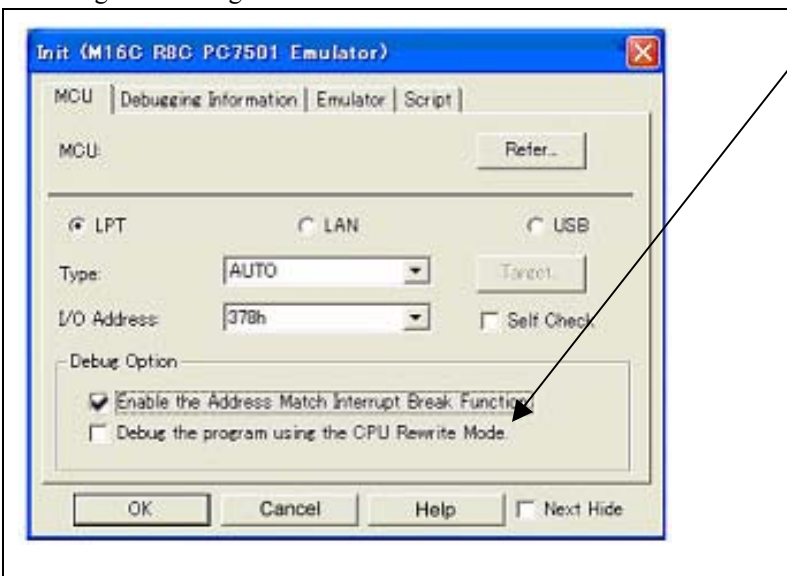 Init (M16C R8C PC7501 Emulator)
MCU Debugging Information Emulator Script
MCU: Refer...
LPT LAN USB
Type: AUTO Target...
I/O Address: 378h Self Check
Debug Option
Enable the Address Match Interrupt Break Function.
Debug the program using the CPU Rewrite Mode.
OK Cancel Help Next Hide